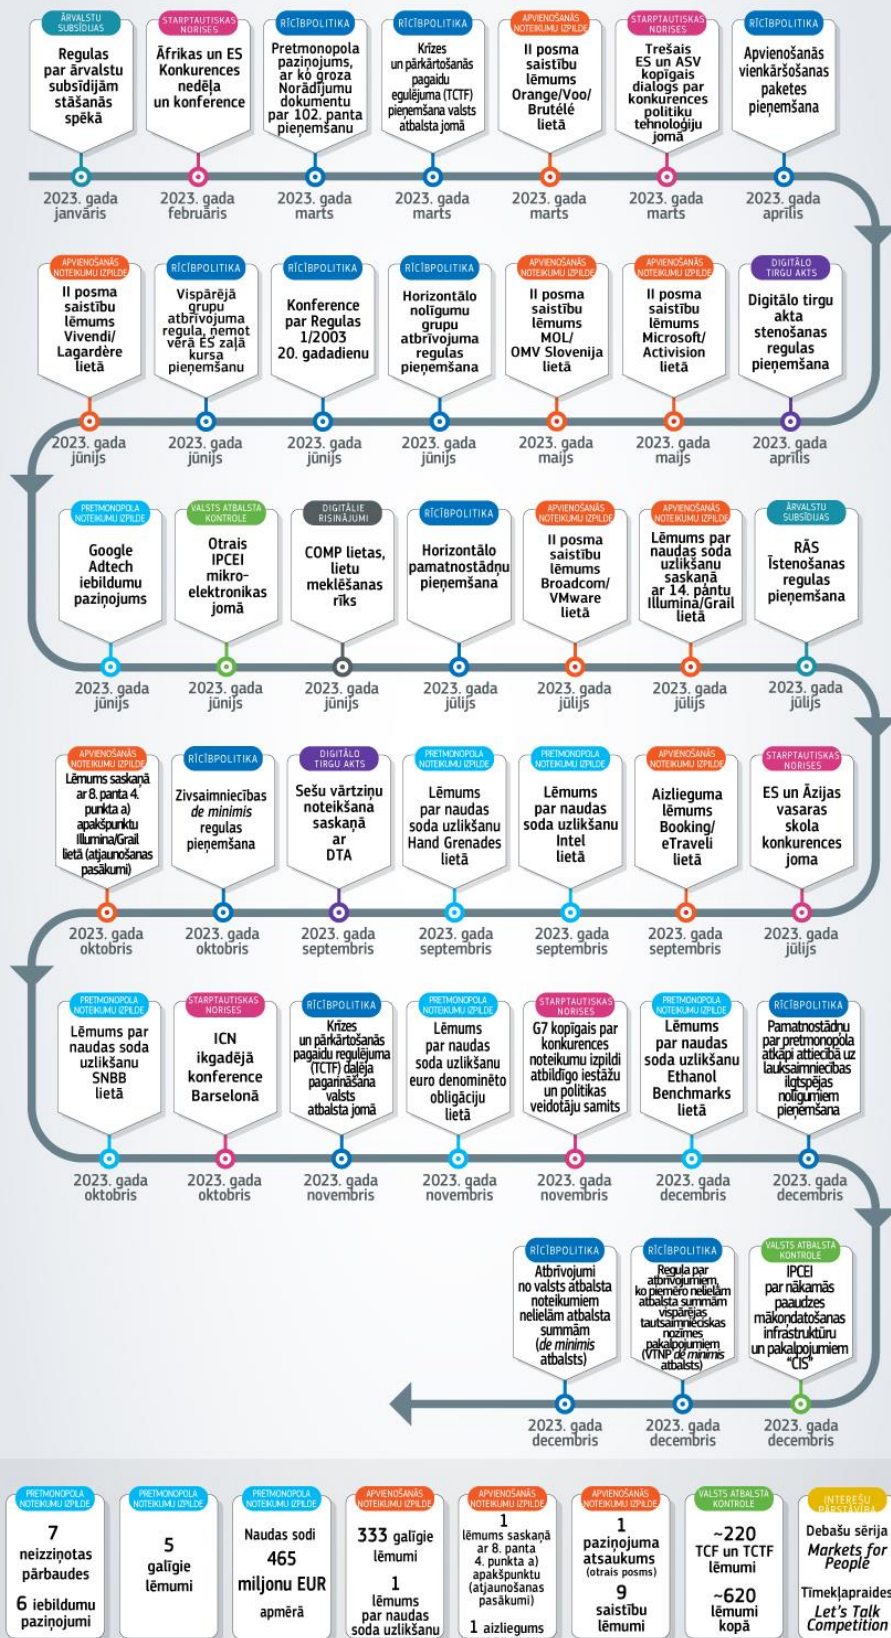 ĀRVALSTU
SUBSĪDIJAS
Regulas
par ārvalstu
subsīdijām
stāšanās
spēkā
2023. gada
janvāris
STARPTAUTISKAS
NORISES
Āfrikas un ES
Konkurences
nedēļa
un konference
2023. gada
februāris
RĪCĪBPOLITIKA
Pretmonopola
paziņojums,
ar ko groza
Norādījumu
dokumentu
par 102. panta
pieņemšanu
2023. gada
marts
RĪCĪBPOLITIKA
Krīzes
un pārkārtošanās
pagaidu
egulējuma (TCTF)
pieņemšana valsts
atbalsta jomā
2023. gada
marts
APVIENOŠANĀS
NOTEIKUMU IZPILDE
II posma
saistību
lēmums
Orange/Voo/
Brutélé
lietā
2023. gada
marts
STARPTAUTISKAS
NORISES
Trešais
ES un ASV
kopīgais
dialogs par
konkurences
politiku
tehnoloģiju
jomā
2023. gada
marts
RĪCĪBPOLITIKA
Apvienošanās
vienkāršošanas
paketes
pieņemšana
2023. gada
aprīlis
APVIENOŠANĀS
NOTEIKUMU IZPILDE
II posma
saistību
lēmums
Vivendi/
Lagardère
lietā
2023. gada
jūnijs
RĪCĪBPOLITIKA
Vispārējā
grupu
atbrīvojuma
regula, ņemot
vērā ES zaļā
kursa
pieņemšanu
2023. gada
jūnijs
RĪCĪBPOLITIKA
Konference
par Regulas
1/2003
20. gadadienu
2023. gada
jūnijs
RĪCĪBPOLITIKA
Horizontālo
nolīgumu
grupu
atbrīvojuma
regulas
pieņemšana
2023. gada
jūnijs
APVIENOŠANĀS
NOTEIKUMU IZPILDE
II posma
saistību
lēmums
MOL/
OMV Slovenija
lietā
2023. gada
maijs
APVIENOŠANĀS
NOTEIKUMU IZPILDE
II posma
saistību
lēmums
Microsoft/
Activision
lietā
2023. gada
maijs
DIGITĀLO
TIRGU AKTS
Digitālo tirgu
akta
stenošanas
regulas
pieņemšana
2023. gada
aprīlis
PRETMONOPOLA
NOTEIKUMU IZPILDE
Google
Adtech
iebildumu
paziņojums
2023. gada
jūnijs
VALSTS ATBALSTA
KONTROLE
Otrais
IPCEI
mikro-
elektronikas
jomā
2023. gada
jūnijs
DIGITĀLIE
RISINĀJUMI
COMP lietas,
lietu
meklēšanas
rīks
2023. gada
jūnijs
RĪCĪBPOLITIKA
Horizontālo
pamatnostādņu
pieņemšana
2023. gada
jūlijs
APVIENOŠANĀS
NOTEIKUMU IZPILDE
II posma
saistību
lēmums
Broadcom/
VMware
lietā
2023. gada
jūlijs
APVIENOŠANĀS
NOTEIKUMU IZPILDE
Lēmums par
naudas soda
uzlikšanu
saskaņā
ar 14. pantu
Illumina/Grail
lietā
2023. gada
jūlijs
ĀRVALSTU
SUBSĪDIJAS
RĀS
Īstenošanas
regulas
pieņemšana
2023. gada
jūlijs
APVIENOŠANĀS
NOTEIKUMU IZPILDE
Lēmums saskaņā
ar 8. panta 4.
punkta a)
apakšpunktu
Illumina/Grail
lietā (atjaunošanas
pasākumi)
2023. gada
oktobris
RĪCĪBPOLITIKA
Zivsaimniecības
de minimis
regulas
pieņemšana
2023. gada
oktobris
DIGITĀLO
TIRGU AKTS
Sešu vārtziņu
noteikšana
saskaņā
ar
DTA
2023. gada
septembris
PRETMONOPOLA
NOTEIKUMU IZPILDE
Lēmums
par naudas
soda uzlikšanu
Hand Grenades
lietā
2023. gada
septembris
PRETMONOPOLA
NOTEIKUMU IZPILDE
Lēmums
par naudas
soda uzlikšanu
Intel
lietā
2023. gada
septembris
APVIENOŠANĀS
NOTEIKUMU IZPILDE
Aizlieguma
lēmums
Booking/
eTraveli
lietā
2023. gada
septembris
STARPTAUTISKAS
NORISES
ES un Āzijas
vasaras
skola
konkurences
joma
2023. gada
jūlijs
PRETMONOPOLA
NOTEIKUMU IZPILDE
Lēmums par
naudas soda
uzlikšanu
SNBB
lietā
2023. gada
oktobris
STARPTAUTISKAS
NORISES
ICN
ikgadējā
konference
Barselonā
2023. gada
oktobris
RĪCĪBPOLITIKA
Krīzes
un pārkārtošanās
pagaidu regulējuma
(TCTF) daļēja
pagarināšana
valsts
atbalsta jomā
2023. gada
novembris
PRETMONOPOLA
NOTEIKUMU IZPILDE
Lēmums
par naudas
soda uzlikšanu
euro denominēto
obligāciju
lietā
2023. gada
novembris
STARPTAUTISKAS
NORISES
G7 kopīgais par
konkurences
noteikumu izpildi
atbildīgo iestāžu
un politikas
veidotāju samits
2023. gada
novembris
PRETMONOPOLA
NOTEIKUMU IZPILDE
Lēmums
par naudas
soda uzlikšanu
Ethanol
Benchmarks
lietā
2023. gada
decembris
RĪCĪBPOLITIKA
Pamatnostādņu
par pretmonopola
atkāpi attiecībā uz
lauksaimniecības
ilgtspējas
nolīgumiem
pieņemšana
2023. gada
decembris
RĪCĪBPOLITIKA
Atbrīvojumi
no valsts atbalsta
noteikumiem
nelielām atbalsta
summām
(de minimis
atbalsts)
2023. gada
decembris
RĪCĪBPOLITIKA
Regula par
atbrīvojumiem,
ko piemēro nelielām
atbalsta summām
vispārējas
tautsaimnieciskas
nozīmes
pakalpojumiem
(VTNP de minimis
atbalsts)
2023. gada
decembris
VALSTS ATBALSTA
KONTROLE
IPCEI
par nākamās
paaudzes
mākoņdatošanas
infrastruktūru
un pakalpojumiem
“CIS”
2023. gada
decembris
PRETMONOPOLA
NOTEIKUMU IZPILDE
7
neizziņotas
pārbaudes
6 iebildumu
paziņojumi
PRETMONOPOLA
NOTEIKUMU IZPILDE
5
galīgie
lēmumi
PRETMONOPOLA
NOTEIKUMU IZPILDE
Naudas sodi
465
miljonu EUR
apmērā
APVIENOŠANĀS
NOTEIKUMU IZPILDE
333 galīgie
lēmumi
1
lēmums
par naudas
soda uzlikšanu
APVIENOŠANĀS
NOTEIKUMU IZPILDE
1
lēmums saskaņā
ar 8. panta
4. punkta a)
apakšpunktu
(atjaunošanas
pasākumi)
1 aizliegums
APVIENOŠANĀS
NOTEIKUMU IZPILDE
1
paziņojuma
atsaukums
(otrais posms)
9
saistību
lēmumi
VALSTS ATBALSTA
KONTROLE
~220
TCF un TCTF
lēmumi
~620
lēmumi
kopā
INTEREŠU
PĀRSTĀVĪBA
Debašu sērija
Markets for
People
Tīmekļapraides
Let’s Talk
Competition